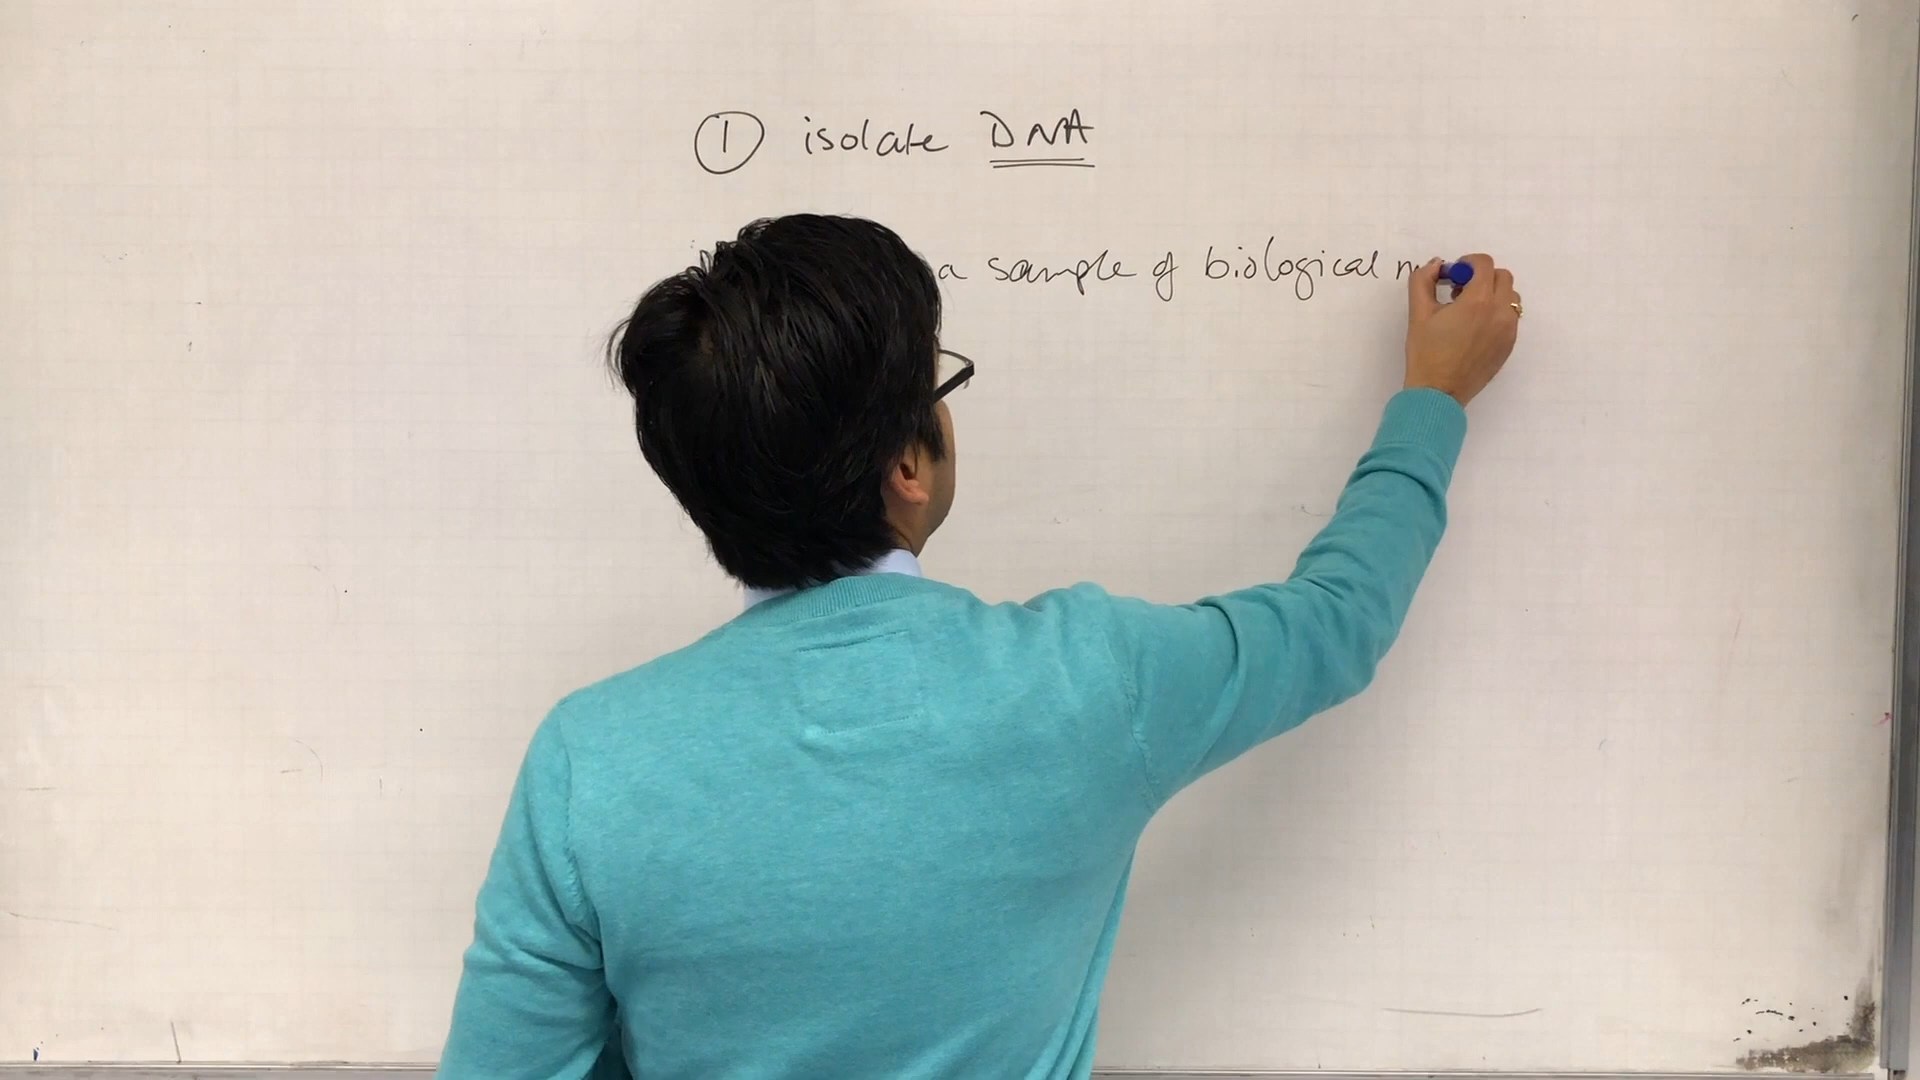 ① isolate DNA
a sample of biological